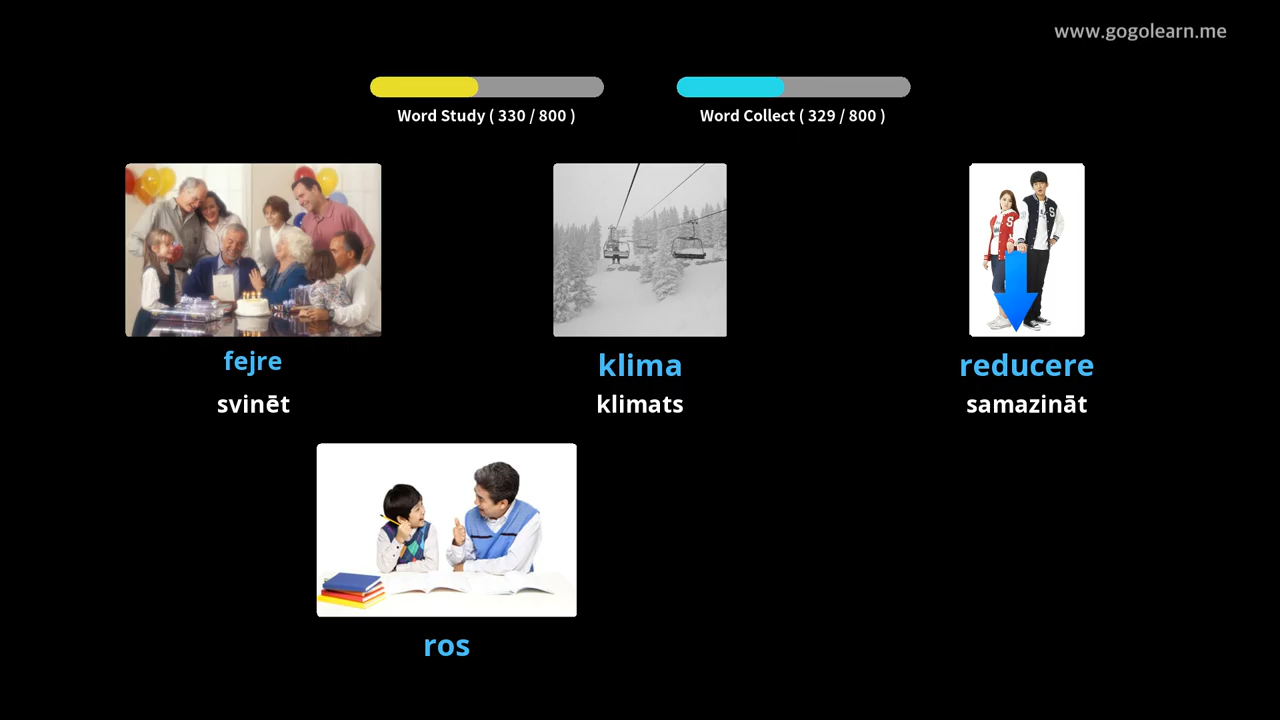 www.gogolearn.me
Word Study ( 330 / 800 )
Word Collect ( 329 / 800 )
fejre
svinēt
klima
klimats
reducere
samazināt
ros